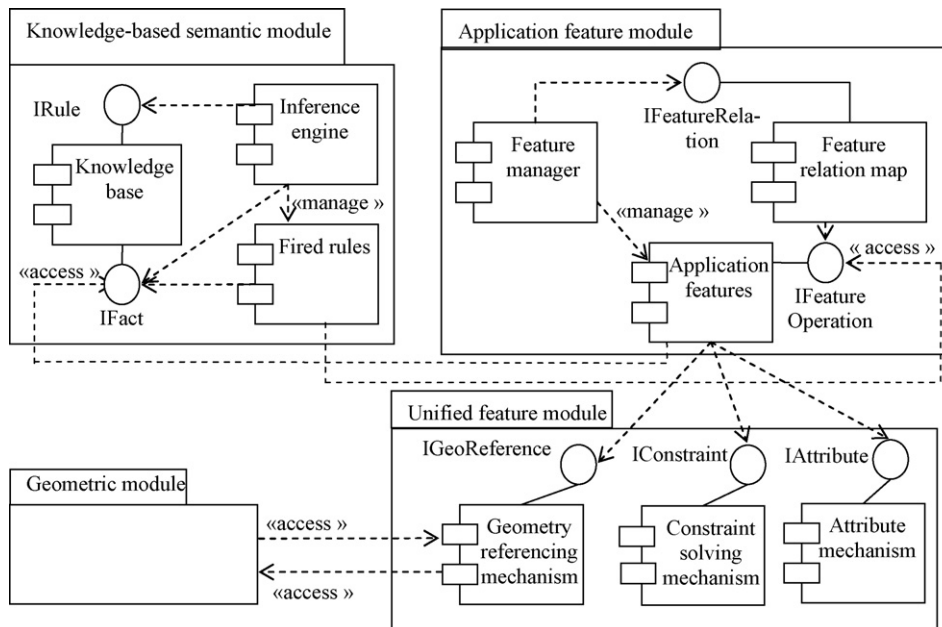 Knowledge-based semantic module
IRule
Inference
engine
Knowledge
base
«manage »
Fired rules
«access »
IFact
Application feature module
IFeatureRela-
tion
Feature
manager
Feature
relation map
«manage »
« access »
Application
features
IFeature
Operation
Unified feature module
IGeoReference
IConstraint
IAttribute
Geometric module
«access »
«access »
Geometry
referencing
mechanism
Constraint
solving
mechanism
Attribute
mechanism